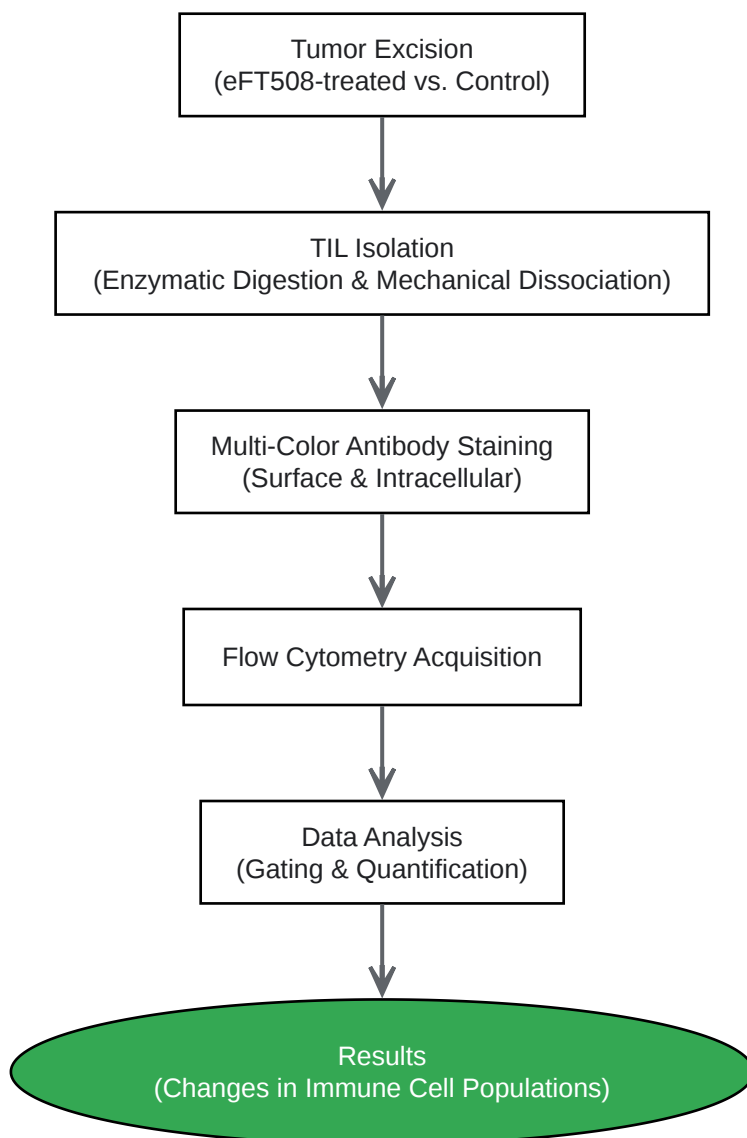 Tumor Excision
(eFT508-treated vs. Control)
TIL Isolation
(Enzymatic Digestion & Mechanical Dissociation)
Multi-Color Antibody Staining
(Surface & Intracellular)
Flow Cytometry Acquisition
Data Analysis
(Gating & Quantification)
Results
(Changes in Immune Cell Populations)